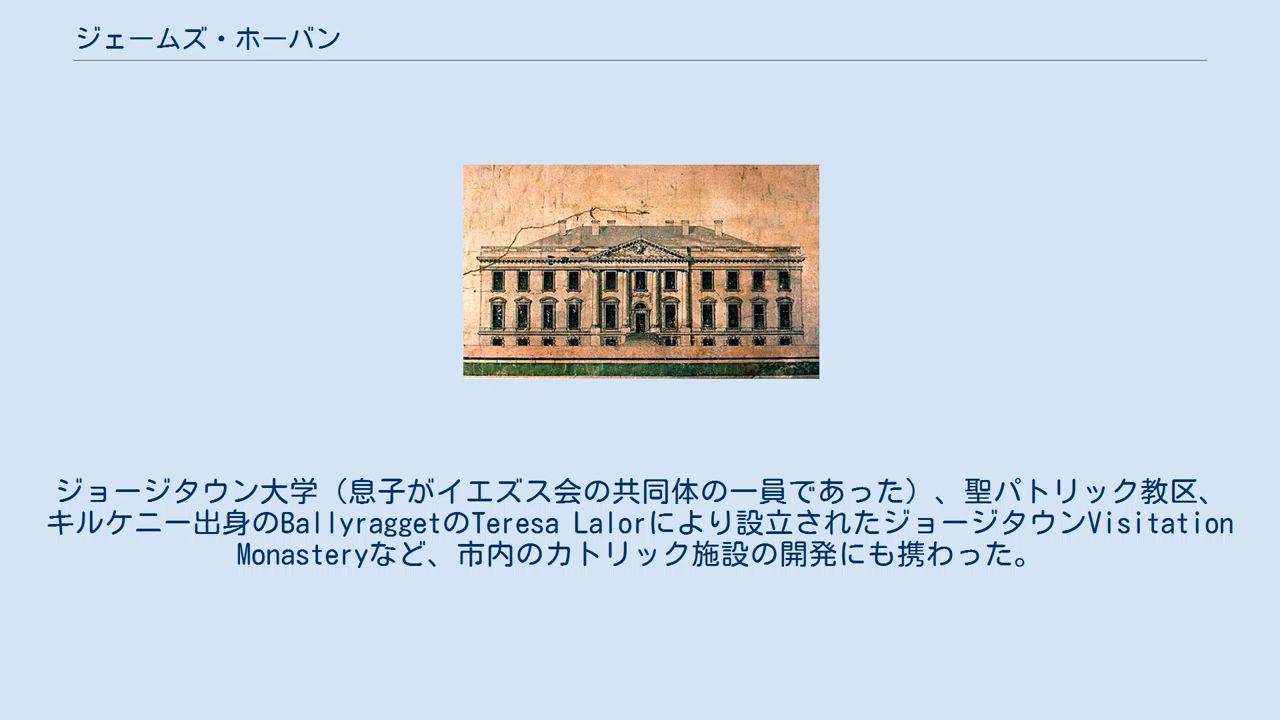 ジェームズ・ホーバン
ジョージタウン大学（息子がイエズス会の共同体の一員であった）、聖パトリック教区、
キルケニー出身のBallyraggetのTeresa Lalorにより設立されたジョージタウンVisitation
Monasteryなど、市内のカトリック施設の開発にも携わった。